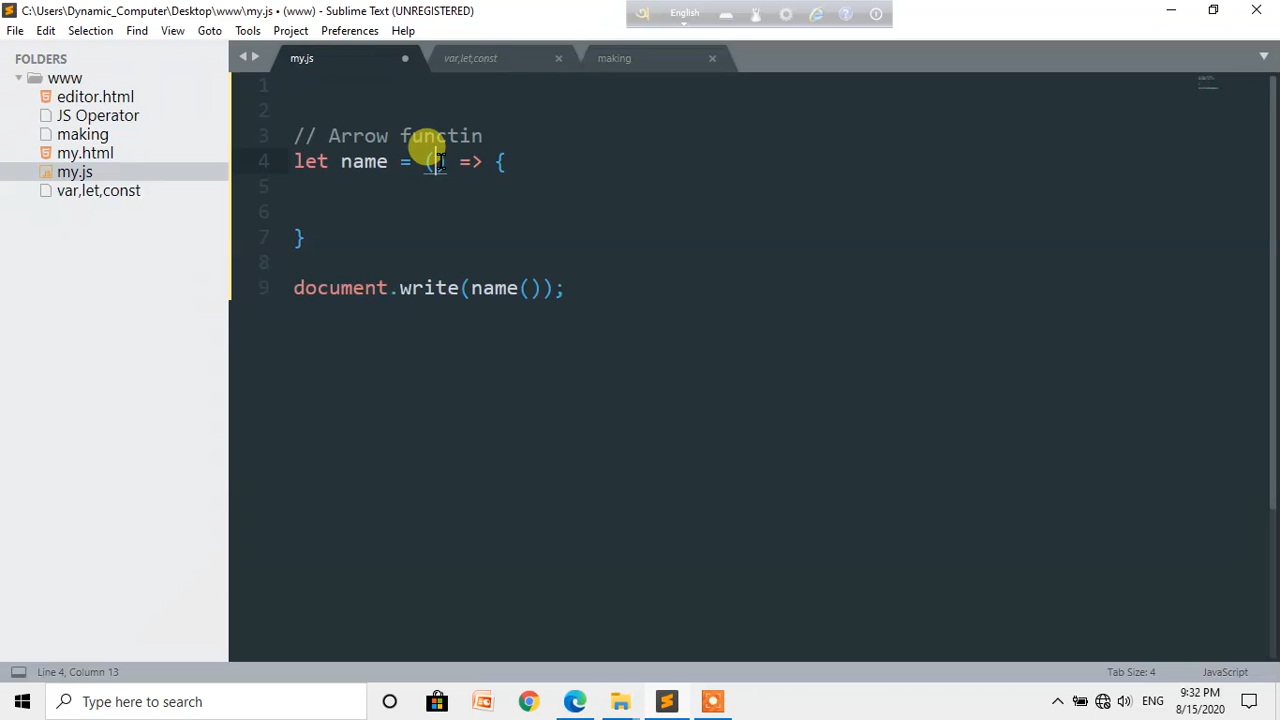 C:\Users\Dynamic_Computer\Desktop\www\my.js • (www) - Sublime Text (UNREGISTERED)
অ English
File Edit Selection Find View Goto Tools Project Preferences Help
FOLDERS
www
editor.html
JS Operator
making
my.html
my.js
var,let,const
my.js var,let,const making
1
2
3 // Arrow functin
4 let name = () => {
5
6
7 }
8
9 document.write(name());
Line 4, Column 13 Tab Size: 4 JavaScript
Type here to search ENG 9:32 PM
8/15/2020